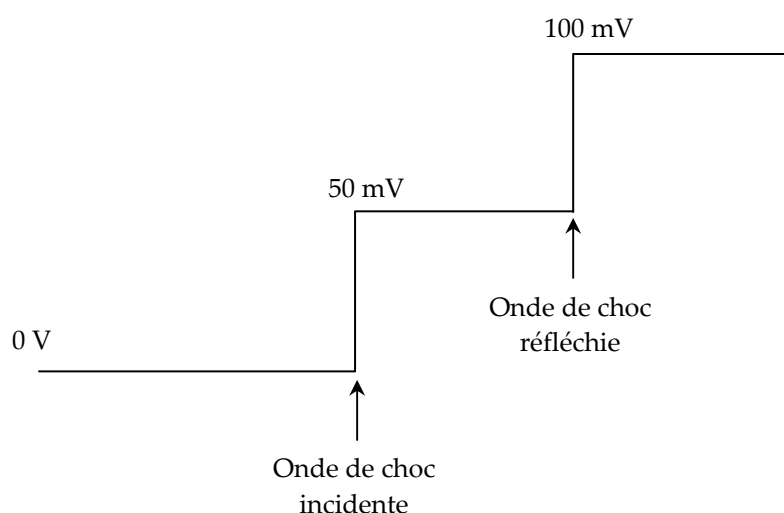 100 mV
50 mV
Onde de choc
réfléchie
0 V
Onde de choc
incidente